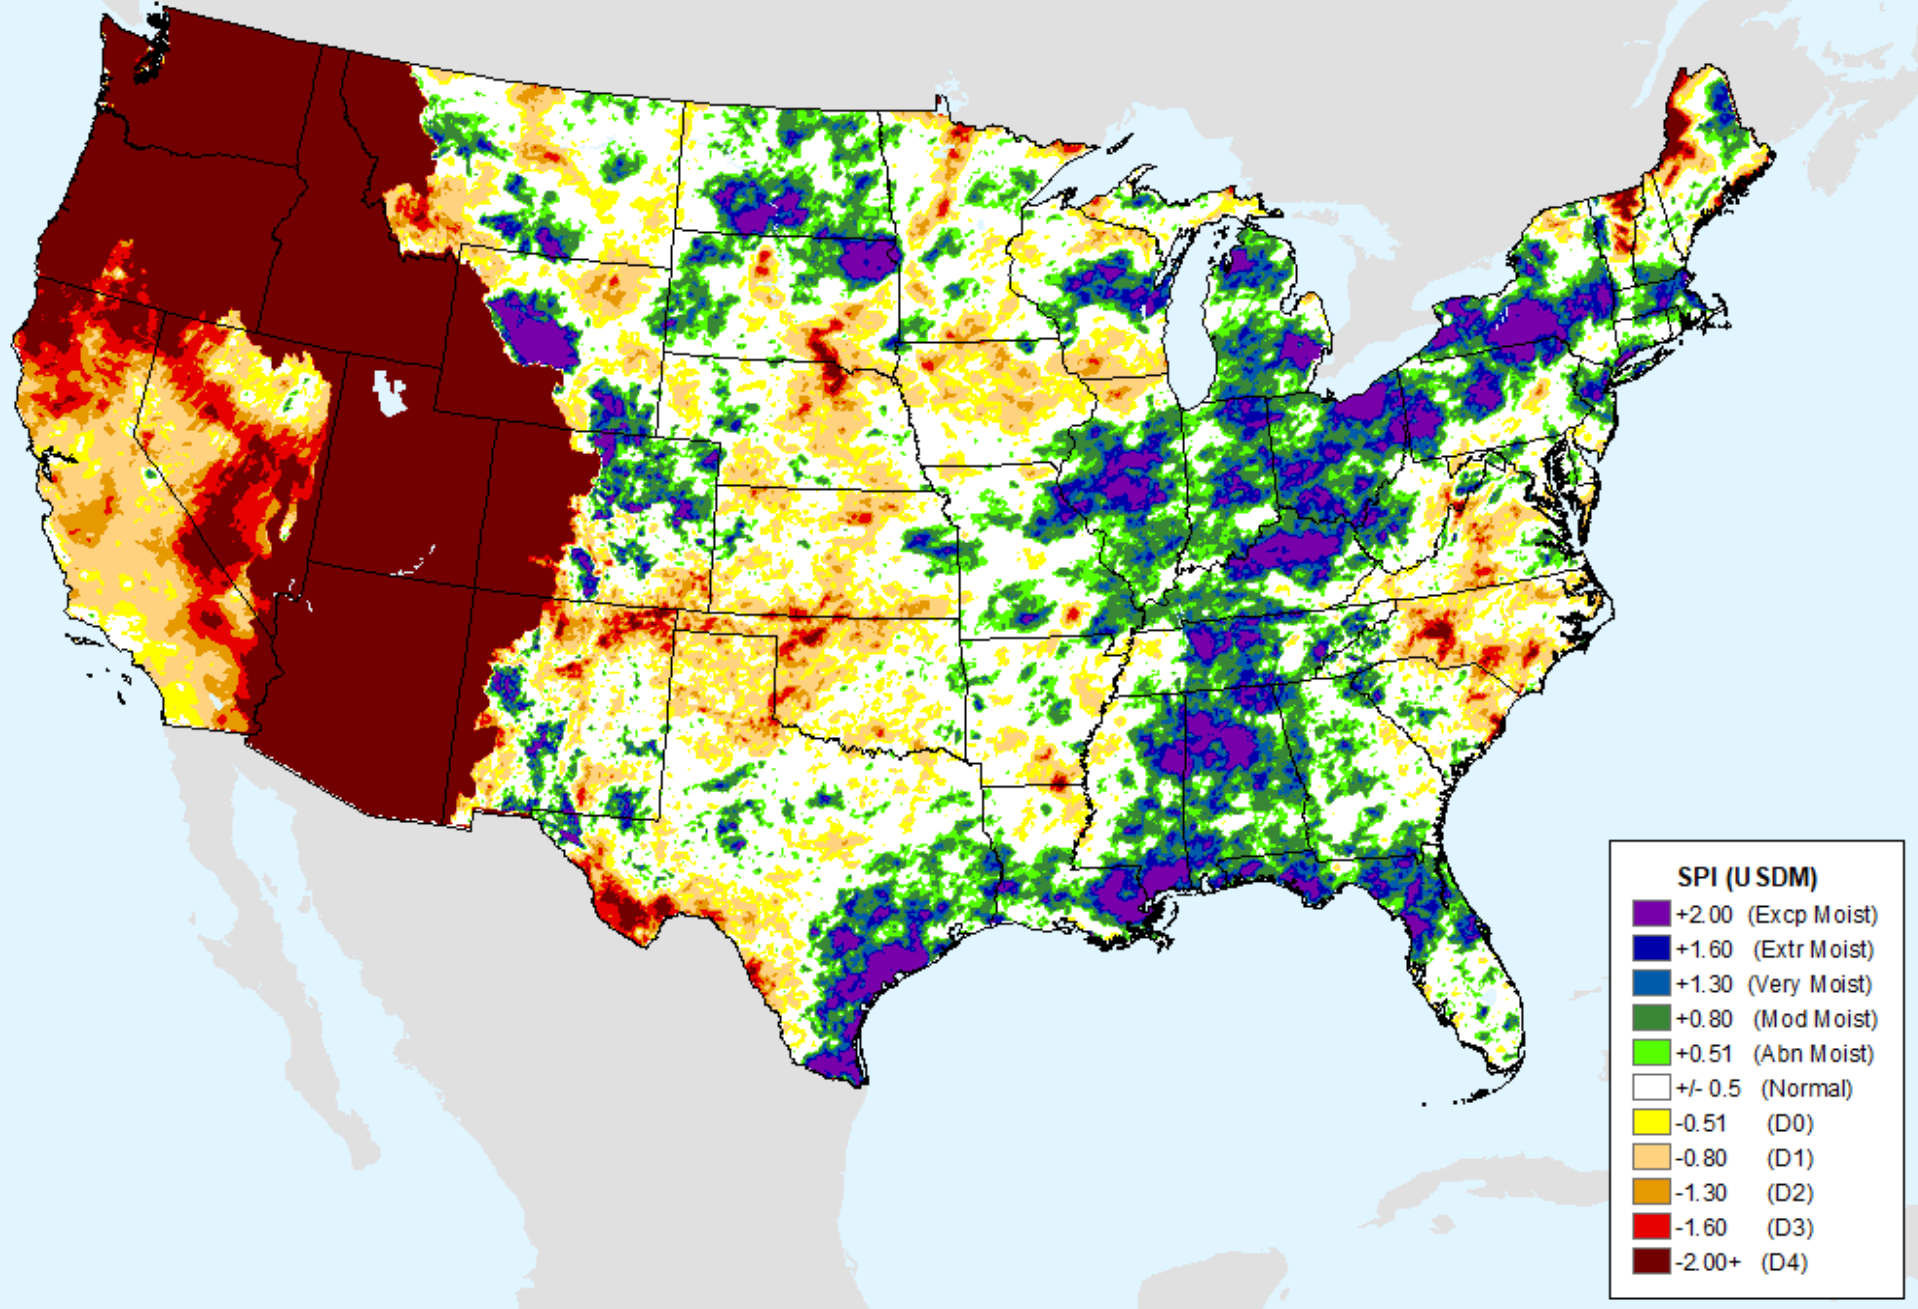 SPI (USDM)
+2.00 (Excp Moist)
+1.60 (Extr Moist)
+1.30 (Very Moist)
+0.80 (Mod Moist)
+0.51 (Abn Moist)
+/- 0.5 (Normal)
-0.51 (D0)
-0.80 (D1)
-1.30 (D2)
-1.60 (D3)
-2.00+ (D4)